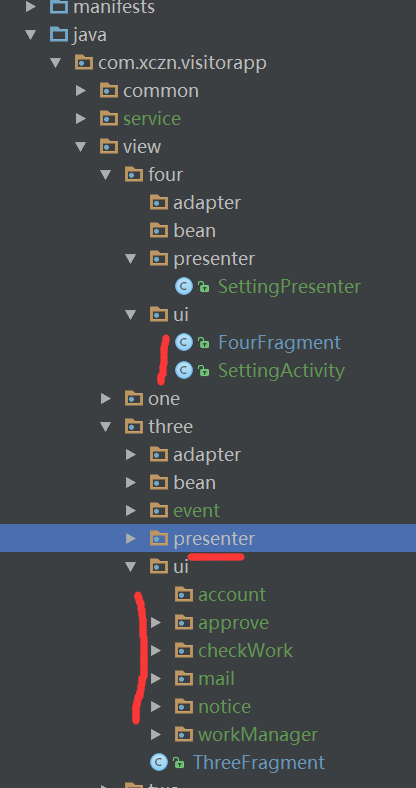 manifests
java
com.xczn.visitorapp
common
service
view
four
adapter
bean
presenter
SettingPresenter
ui
FourFragment
SettingActivity
one
three
adapter
bean
event
presenter
ui
account
approve
checkWork
mail
notice
workManager
ThreeFragment